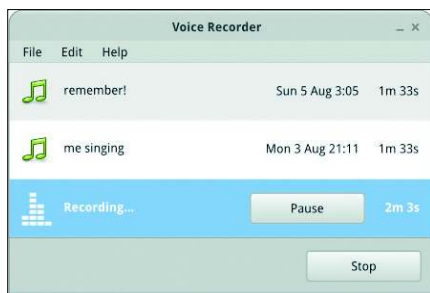 Voice Recorder
File Edit Help
remember! Sun 5 Aug 3:05 1m 33s
me singing Mon 3 Aug 21:11 1m 33s
Recording... Pause 2m 3s
Stop